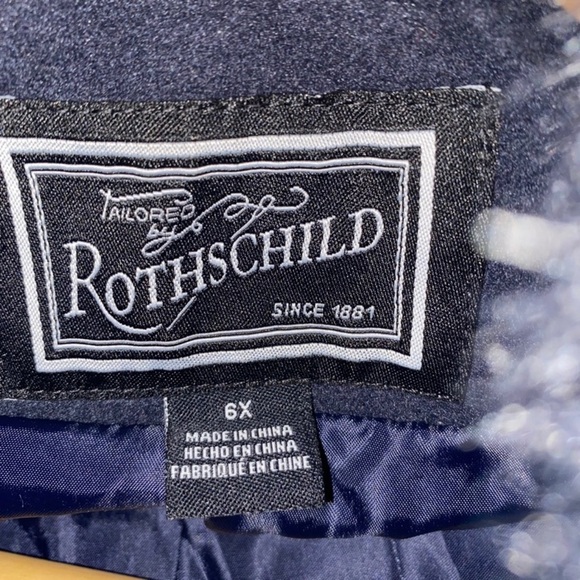 TAILORED
by
ROTHSCHILD
SINCE 1881
6X
MADE IN CHINA
HECHO EN CHINA
FABRIQUÉ EN CHINE